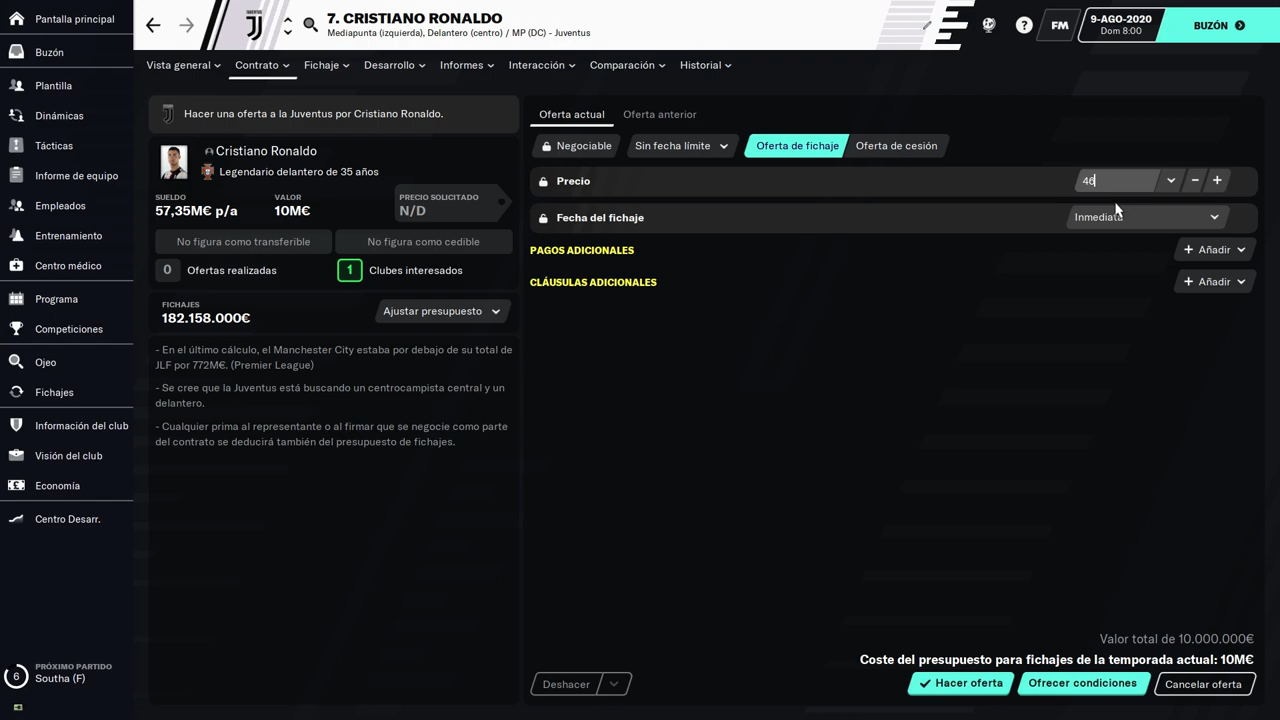 Pantalla principal
Buzón
Plantilla
Dinámicas
Tácticas
Informe de equipo
Empleados
Entrenamiento
Centro médico
Programa
Competiciones
Ojeo
Fichajes
Información del club
Visión del club
Economía
Centro Desarr.
6
PRÓXIMO PARTIDO
Southa (F)
7. CRISTIANO RONALDO
Mediapunta (izquierda), Delantero (centro) / MP (DC) - Juventus
?
FM
9-AGO-2020
Dom 8:00
BUZÓN
Vista general
Contrato
Fichaje
Desarrollo
Informes
Interacción
Comparación
Historial
Hacer una oferta a la Juventus por Cristiano Ronaldo.
Cristiano Ronaldo
Legendario delantero de 35 años
SUELDO
57,35M€ p/a
VALOR
10M€
PRECIO SOLICITADO
N/D
No figura como transferible
No figura como cedible
0 Ofertas realizadas
1 Clubes interesados
FICHAJES
182.158.000€
Ajustar presupuesto
- En el último cálculo, el Manchester City estaba por debajo de su total de
JLF por 772M€. (Premier League)
- Se cree que la Juventus está buscando un centrocampista central y un
delantero.
- Cualquier prima al representante o al firmar que se negocie como parte
del contrato se deducirá también del presupuesto de fichajes.
Oferta actual
Oferta anterior
Negociable
Sin fecha límite
Oferta de fichaje
Oferta de cesión
Precio
46
- +
Fecha del fichaje
Inmediata
PAGOS ADICIONALES
+ Añadir
CLÁUSULAS ADICIONALES
+ Añadir
Valor total de 10.000.000€
Coste del presupuesto para fichajes de la temporada actual: 10M€
Deshacer
Hacer oferta
Ofrecer condiciones
Cancelar oferta